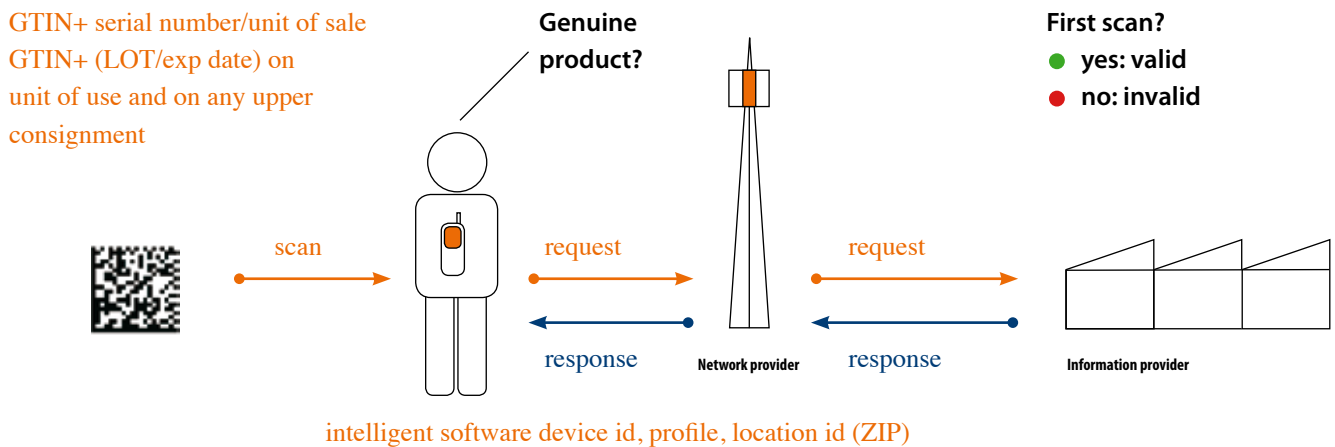 GTIN+ serial number/unit of sale
GTIN+ (LOT/exp date) on
unit of use and on any upper
consignment
Genuine
product?
First scan?
yes: valid
no: invalid
scan
request
request
response
Network provider
response
Information provider
intelligent software device id, profile, location id (ZIP)